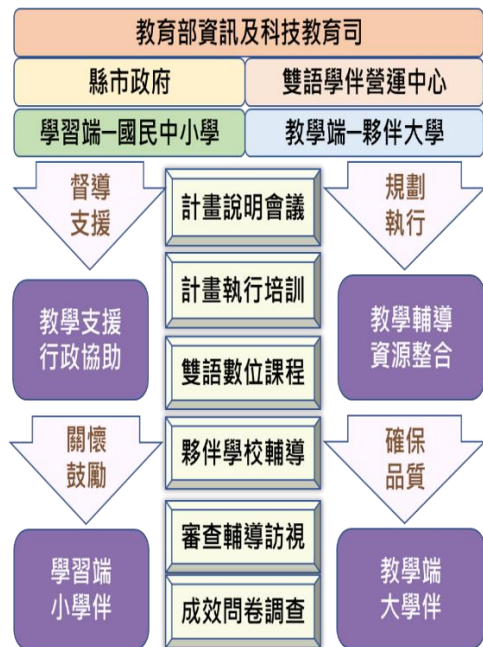 教育部資訊及科技教育司
縣市政府
雙語學伴營運中心
學習端–國民中小學
教學端–夥伴大學
督導
支援
計畫說明會議
規劃
執行
計畫執行培訓
教學支援
行政協助
教學輔導
資源整合
雙語數位課程
關懷
鼓勵
夥伴學校輔導
確保
品質
審查輔導訪視
學習端
小學伴
教學端
大學伴
成效問卷調查